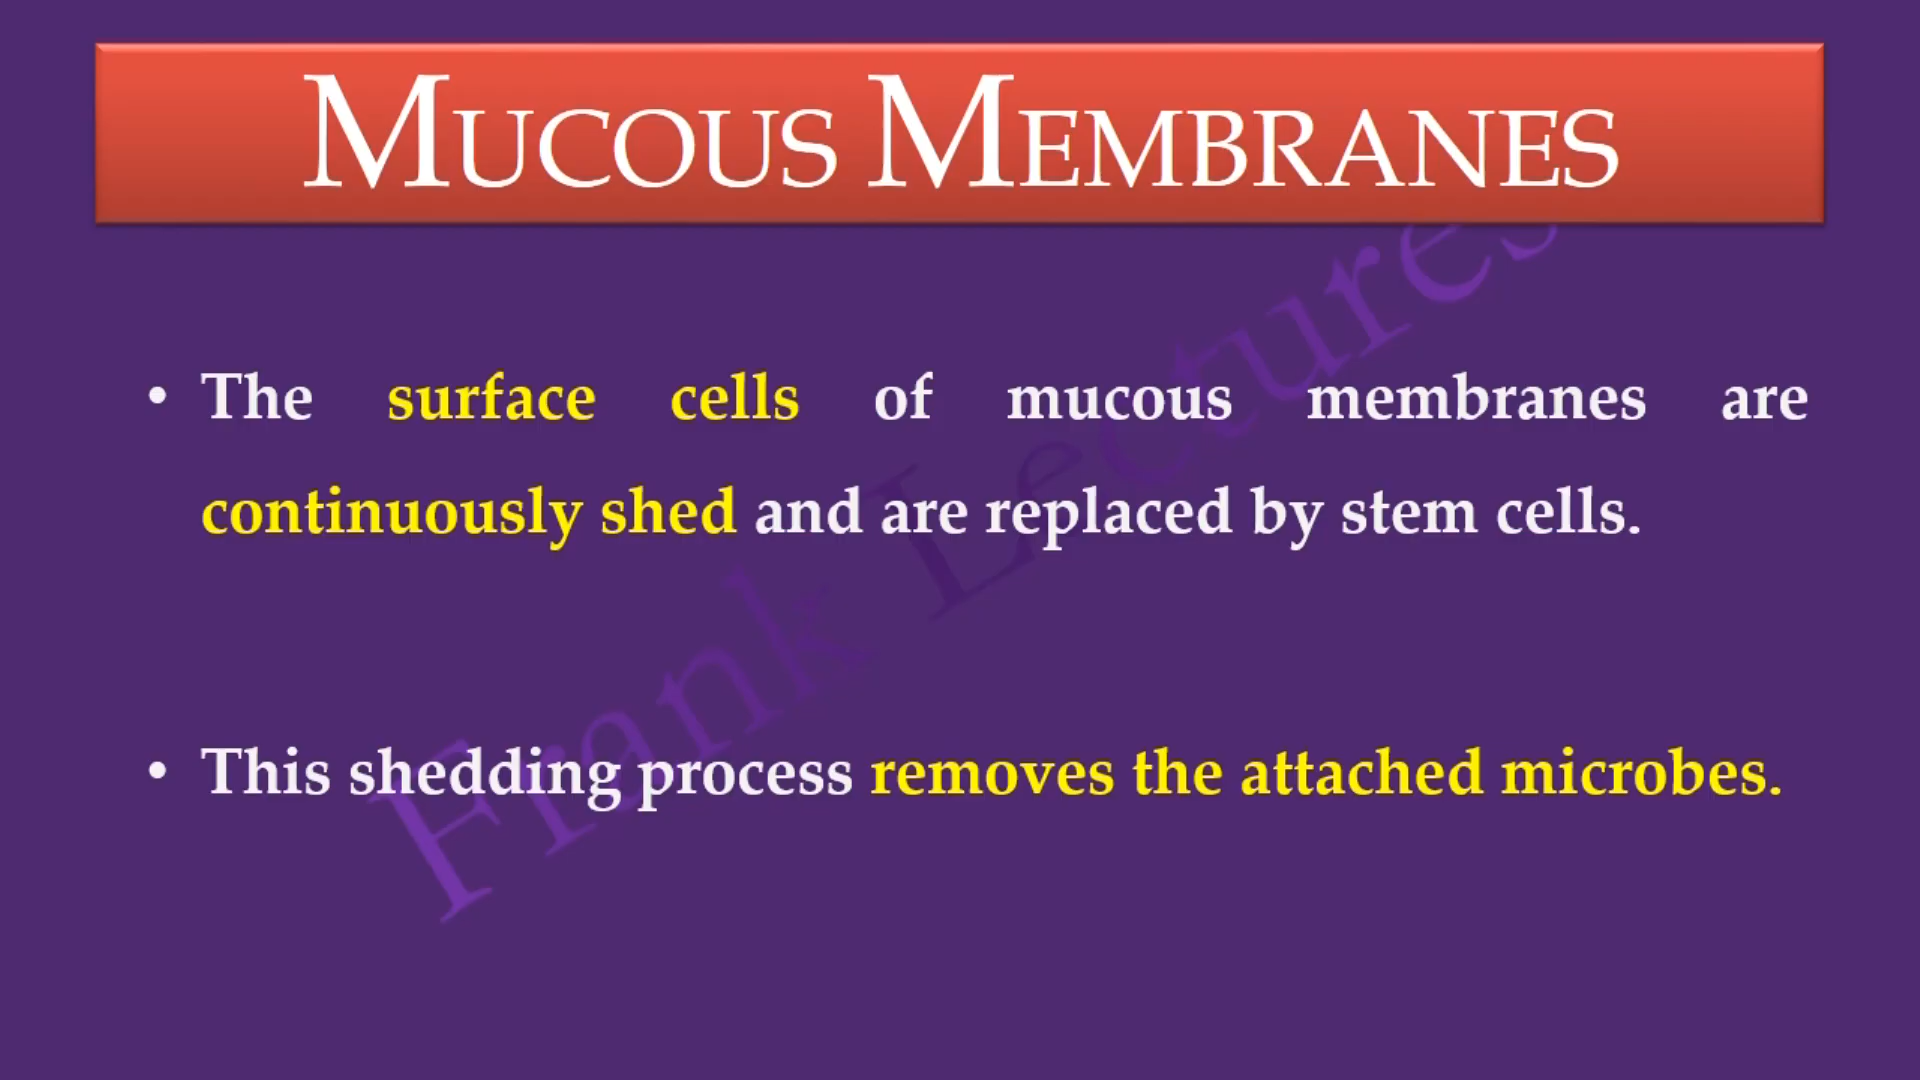 MUCOUS MEMBRANES
• The surface cells of mucous membranes are
continuously shed and are replaced by stem cells.
• This shedding process removes the attached microbes.
Frank Lectures